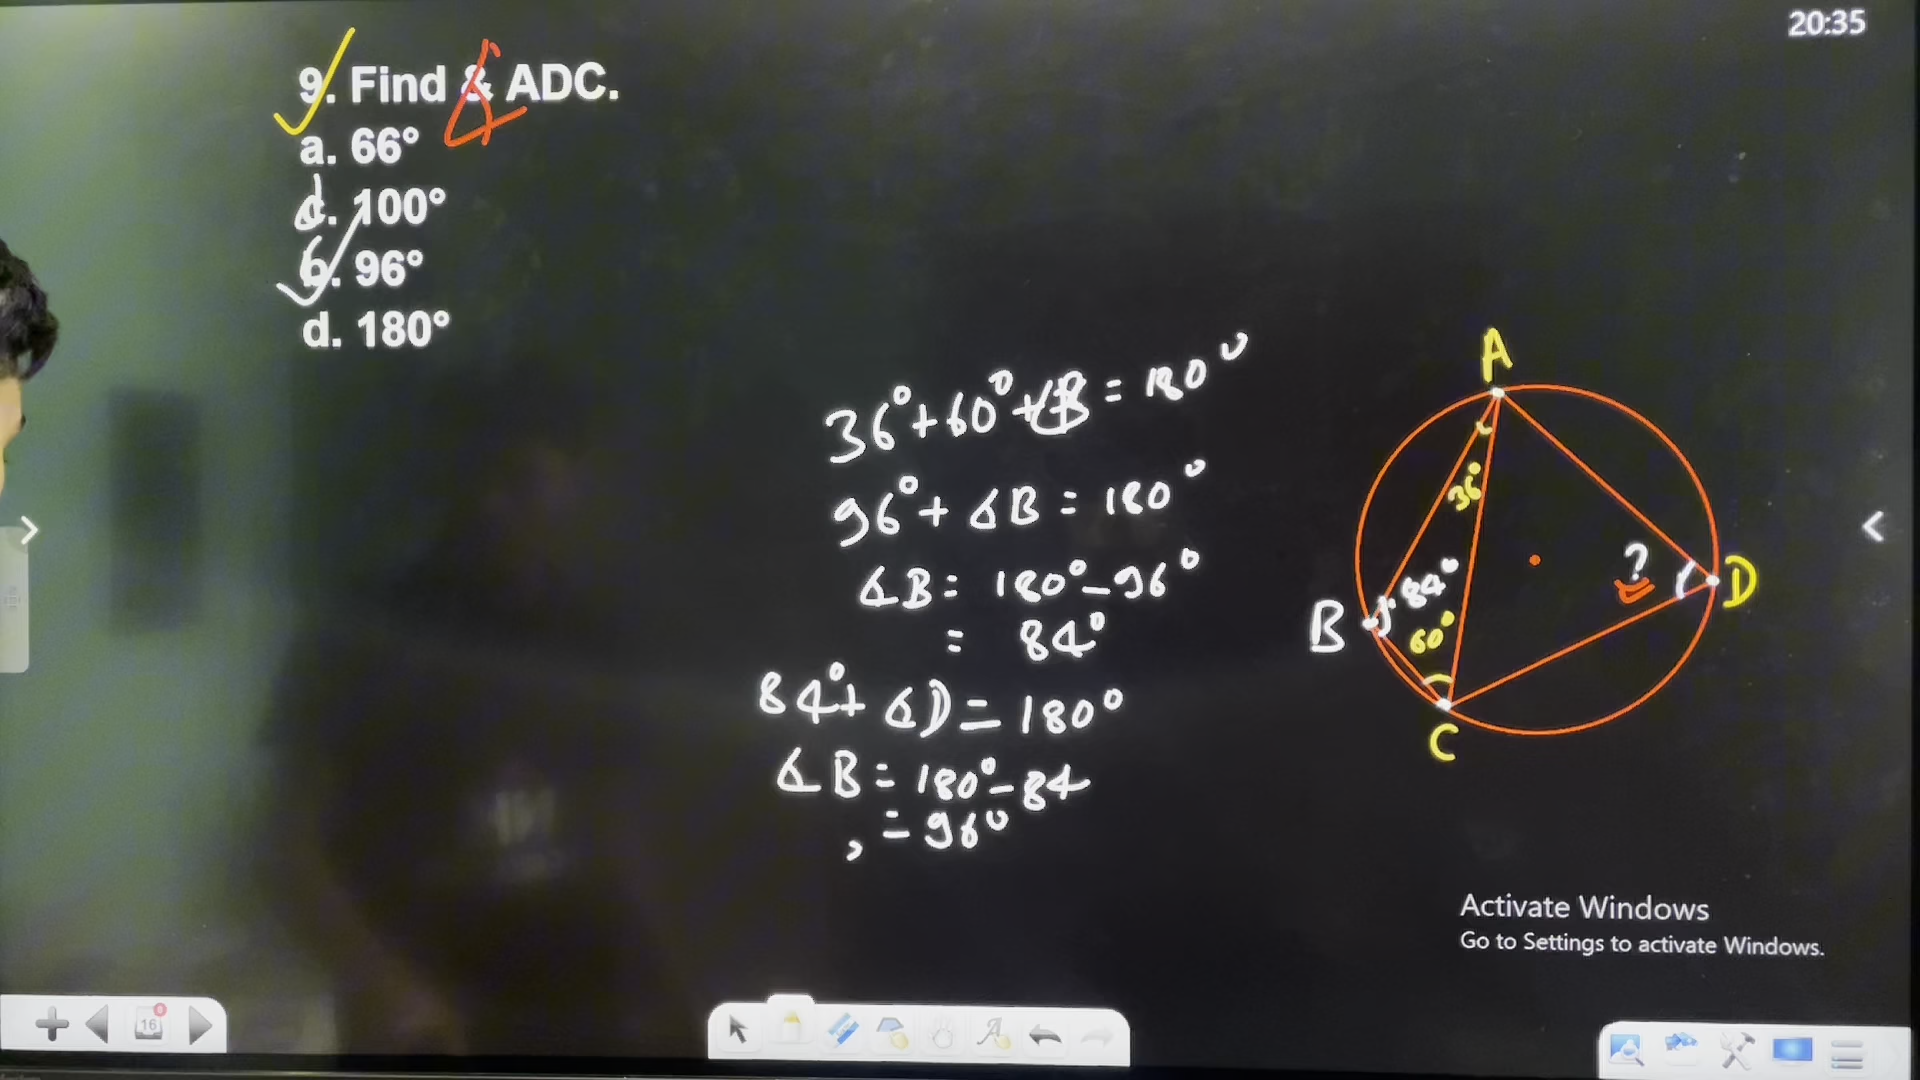 20:35
9. Find & ADC.
a. 66°
d. 100°
b. 96°
d. 180°
36° + 60° + ∠B = 180°
96° + ∠B = 180°
∠B = 180° - 96°
= 84°
84° + ∠D = 180°
∠B = 180° - 84
= 96°
A
36°
84°
60°
?
B
C
D
Activate Windows
Go to Settings to activate Windows.
16